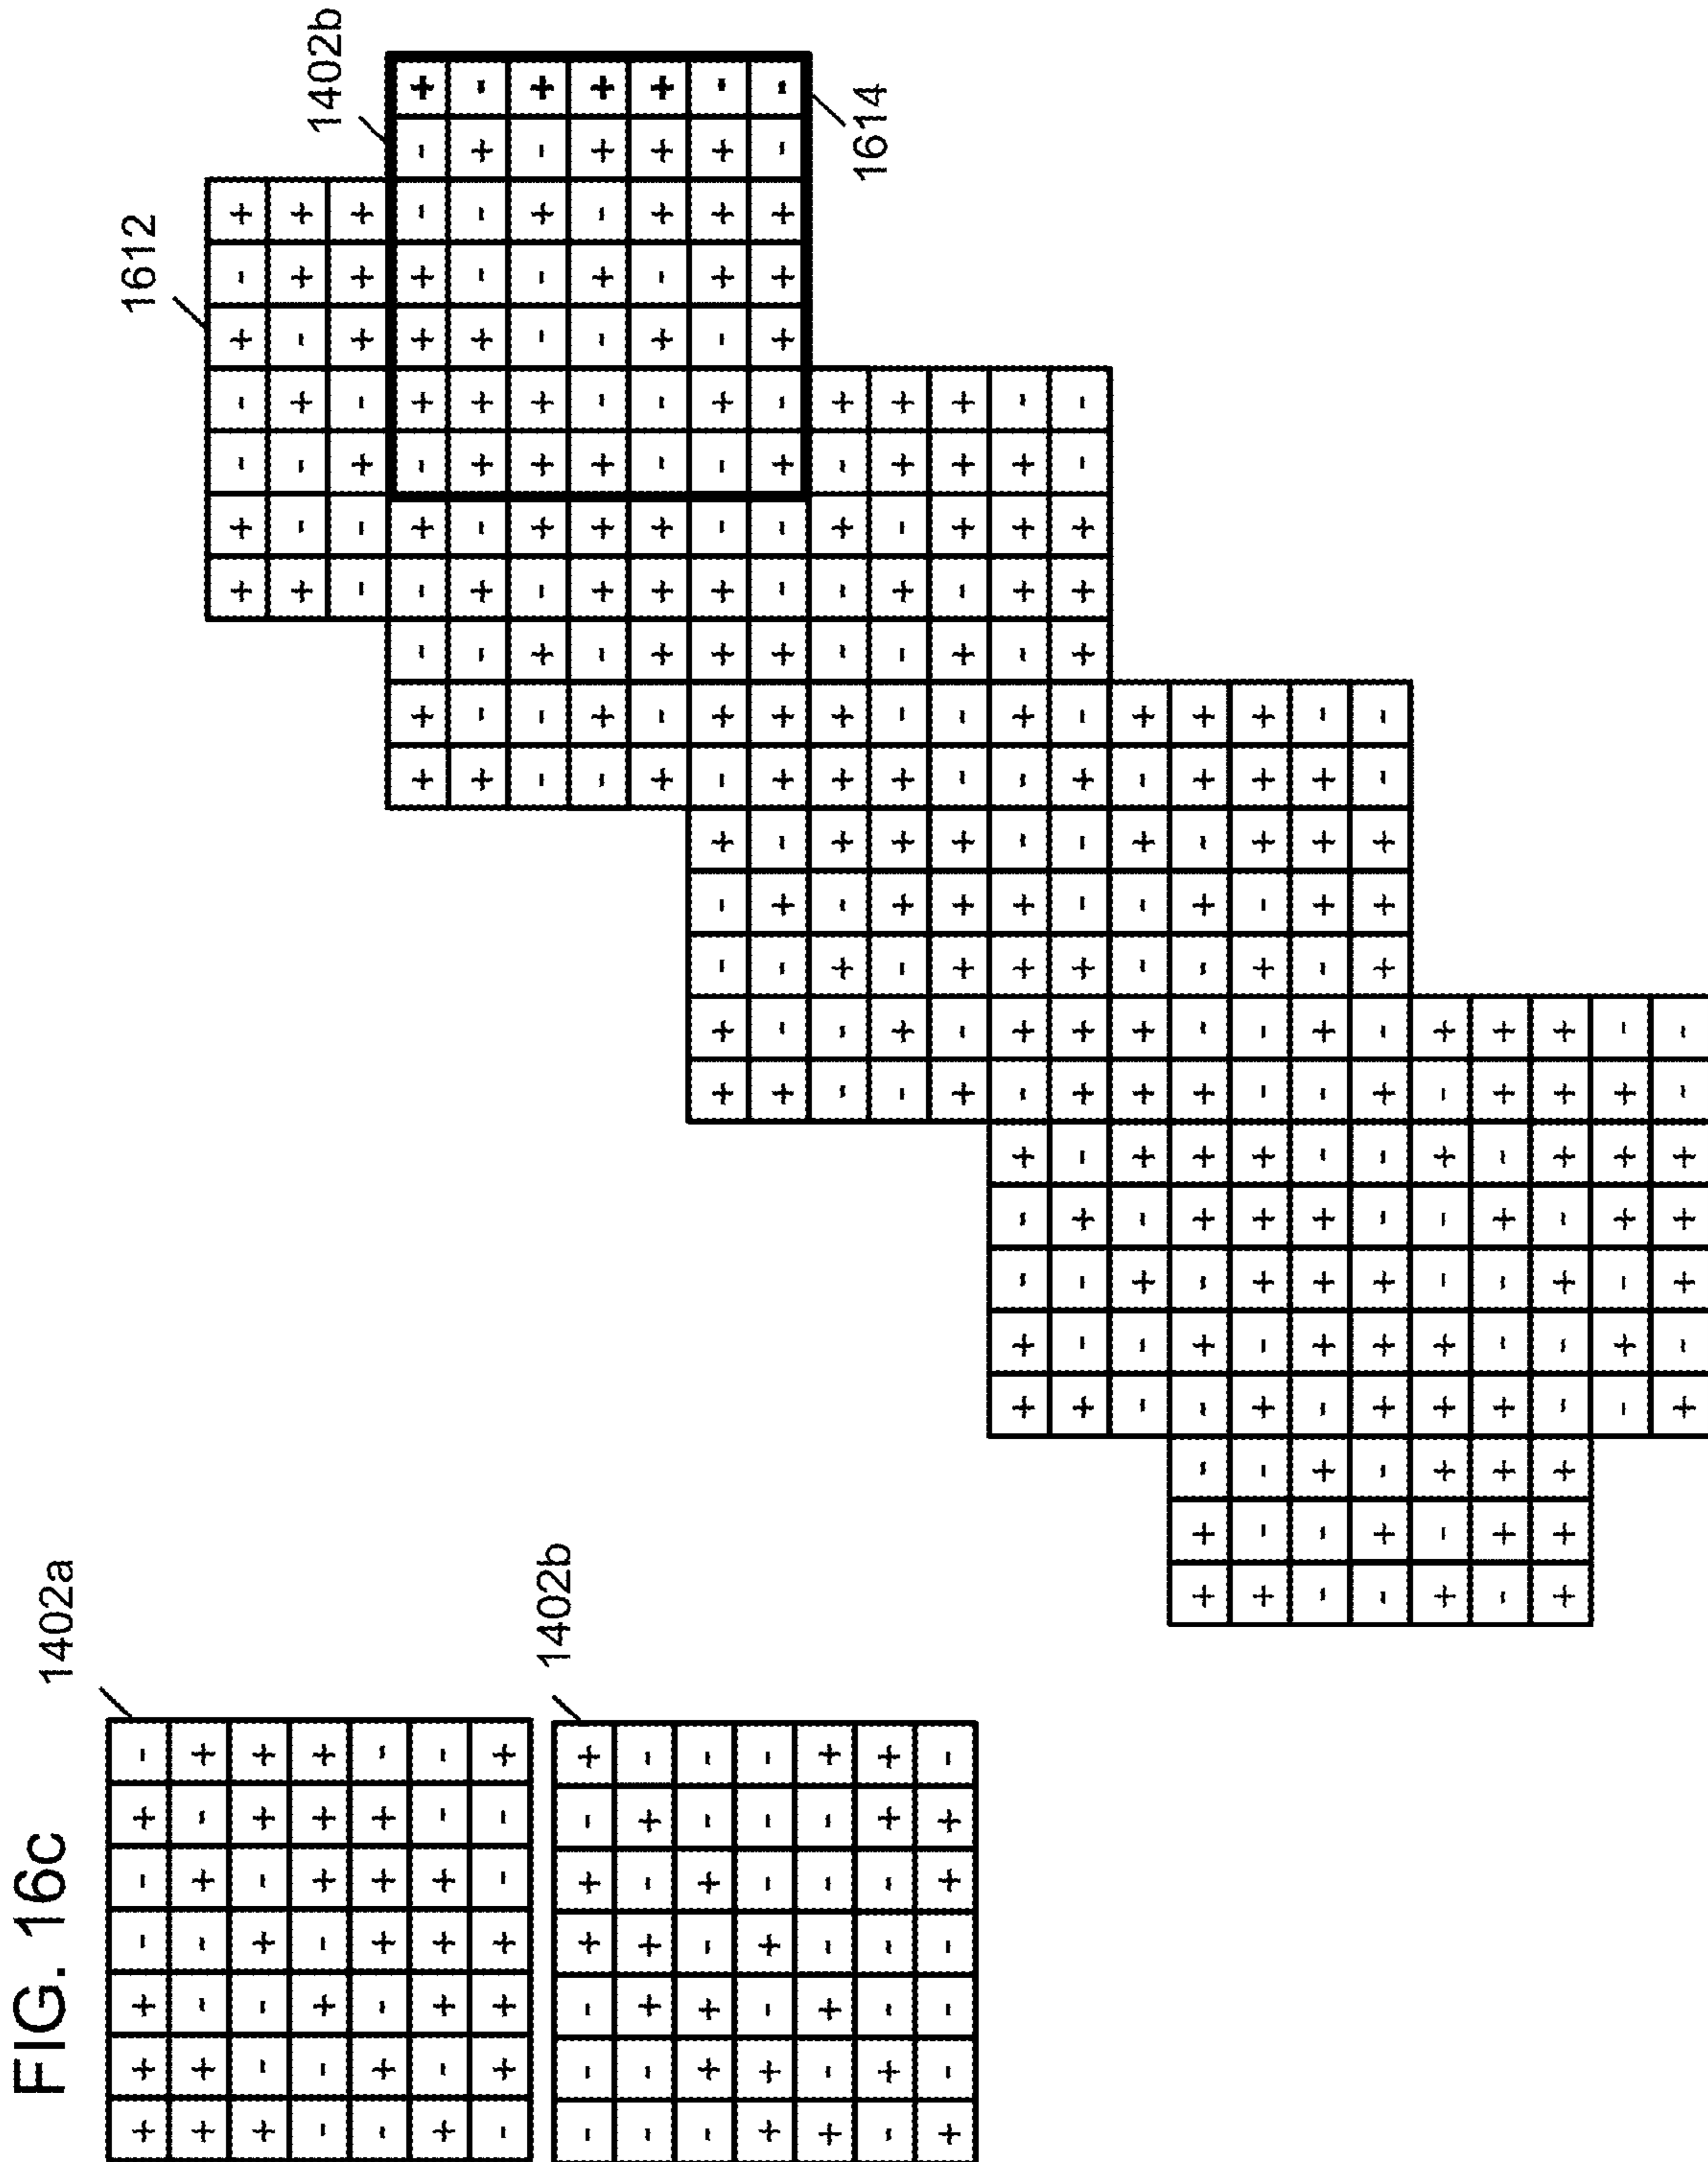 FIG. 16c
1402a
+ + + - - + -
+ + - - + - +
+ - - + - + +
- - + - + + +
- + - + + + -
+ - + + + - -
- + + + - - +
1402b
- - - + + - +
- - + + - + -
- + + - + - -
+ + - + - - -
+ - + - - - +
- + - - - + +
+ - - - + + -
1612
+ + - - + - +
+ - - + - + +
- - + - + + +
1402b
+ + - - + - + + + - - +
+ - - + - + + + - - + -
- - + - + + + - - + - +
- + - + + + - - + - + +
+ - + + + - - + - + + +
+ + - - + - + + + - - + - + + + -
+ - - + - + + + - - + - + + + - -
1614
- - + - + + + - - + - +
- + - + + + - - + - + +
+ - + + + - - + - + + +
+ + - - + - + + + - - + - + + + -
+ - - + - + + + - - + - + + + - -
- - + - + + + - - + - +
+ + - - + - + + + - - + - + +
+ - - + - + + + - - + - + + +
- - + - + + + - - + - + + + -
- + - + + + - - + - + + + - -
+ - + + + - - + - +
- + + + - - + - + +
+ + + - - + - + + +
- + - + + + -
+ - + + + - -